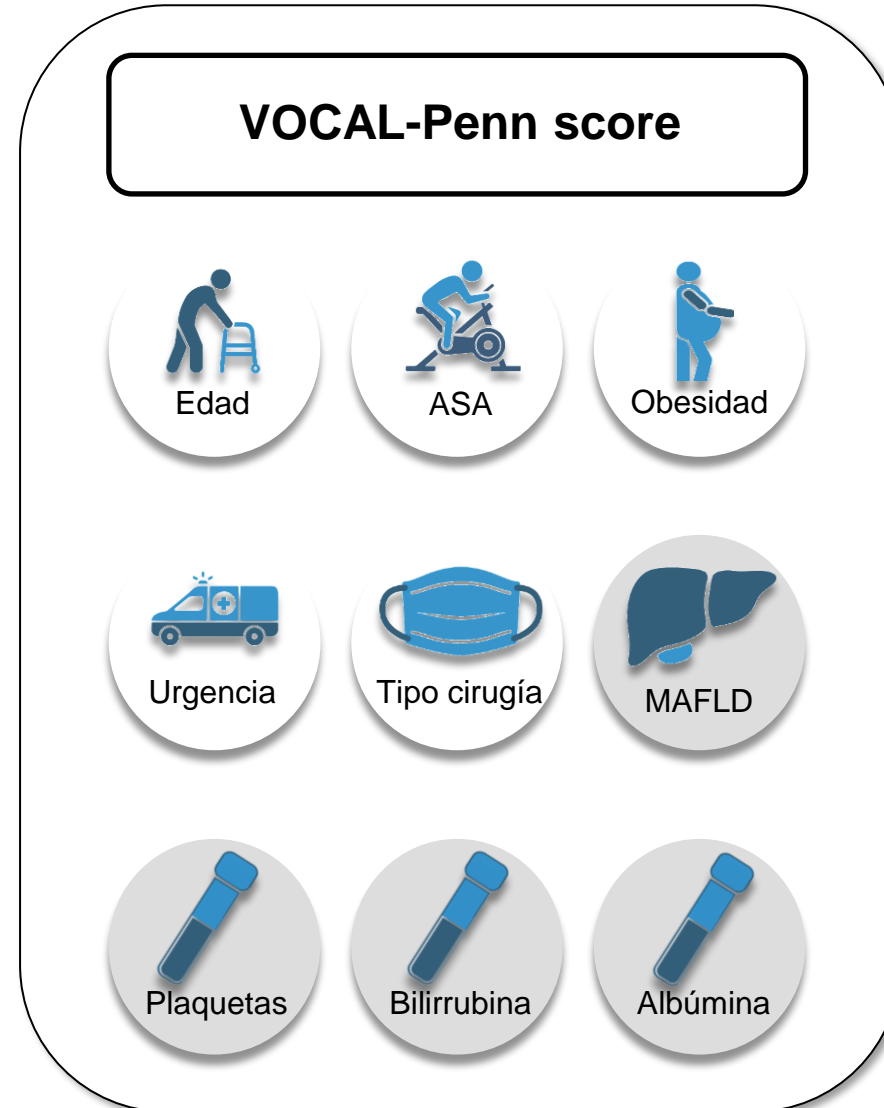 VOCAL-Penn score
Edad
ASA
Obesidad
Urgencia
Tipo cirugía
MAFLD
Plaquetas
Bilirrubina
Albúmina